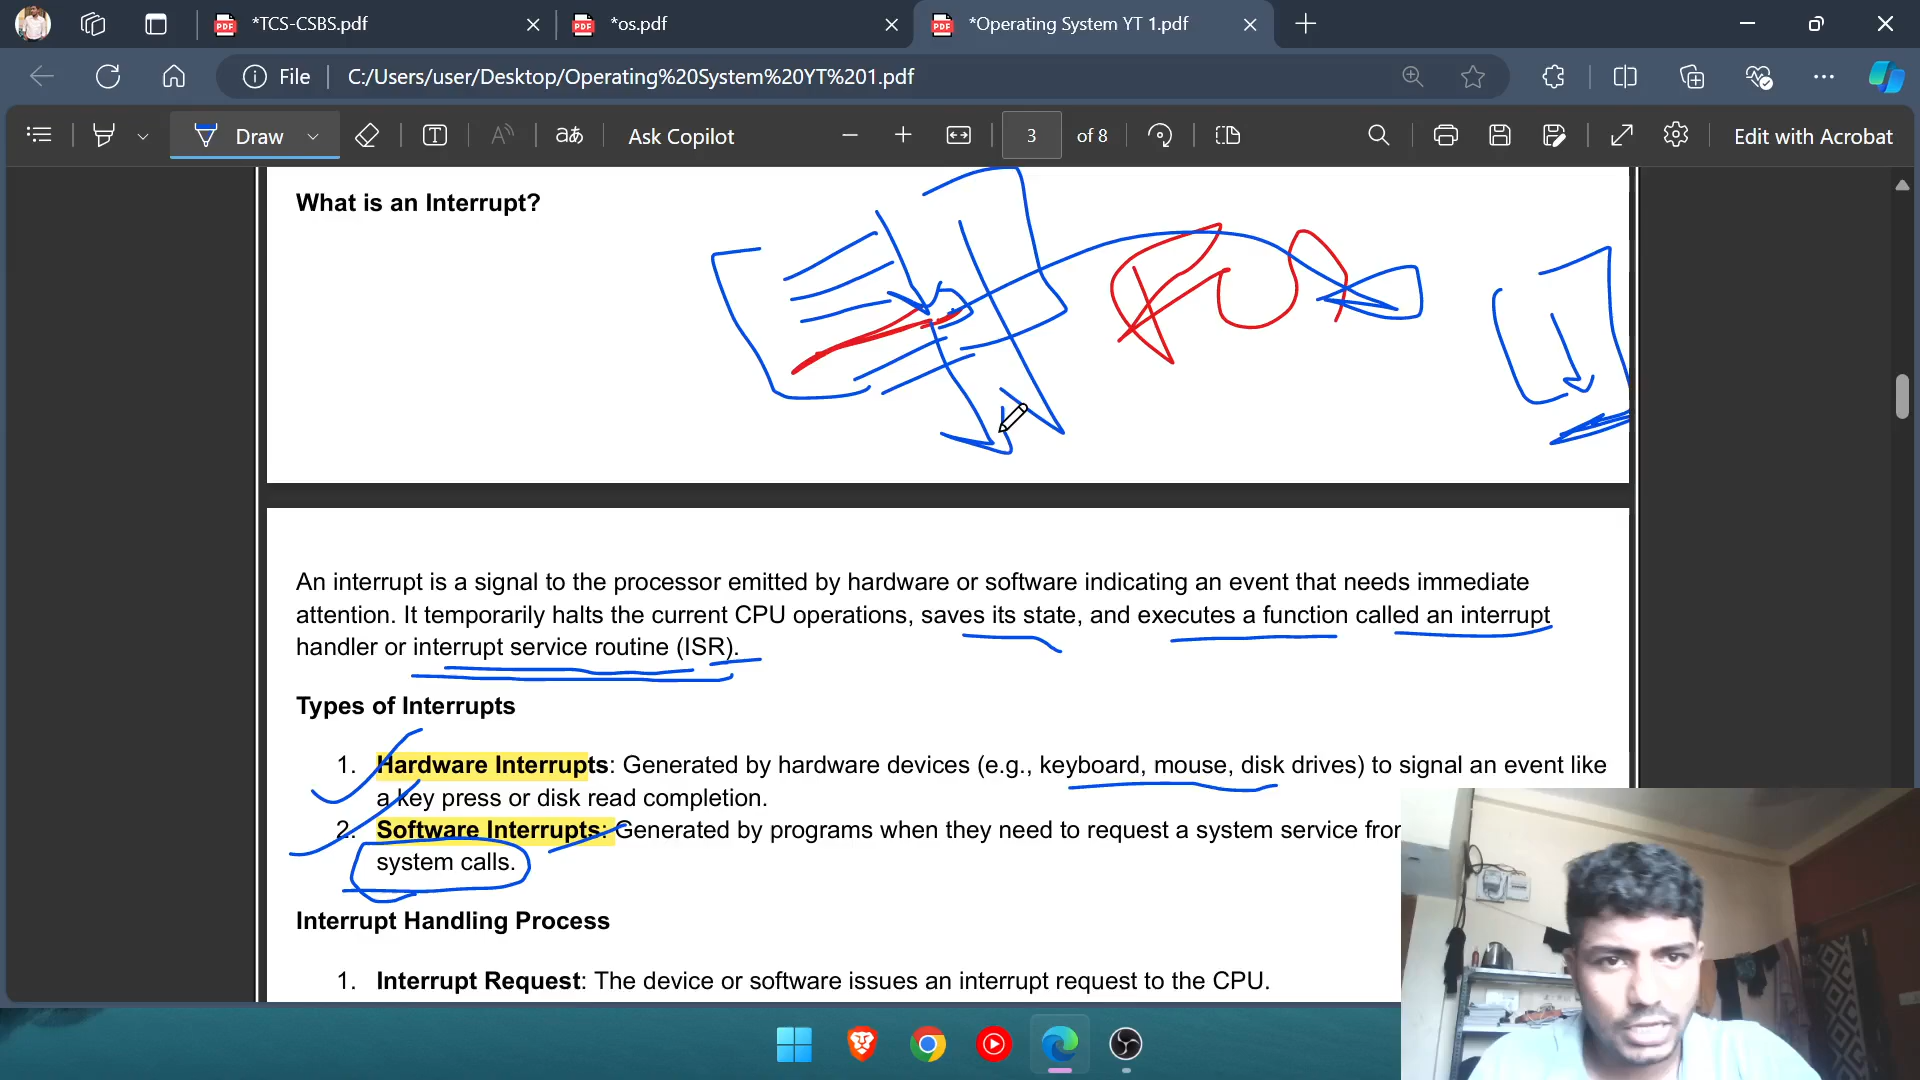 *TCS-CSBS.pdf
*os.pdf
*Operating System YT 1.pdf
File
C:/Users/user/Desktop/Operating%20System%20YT%201.pdf
Draw
Ask Copilot
3
of 8
Edit with Acrobat
What is an Interrupt?
An interrupt is a signal to the processor emitted by hardware or software indicating an event that needs immediate
attention. It temporarily halts the current CPU operations, saves its state, and executes a function called an interrupt
handler or interrupt service routine (ISR).
Types of Interrupts
1. Hardware Interrupts: Generated by hardware devices (e.g., keyboard, mouse, disk drives) to signal an event like
a key press or disk read completion.
2. Software Interrupts: Generated by programs when they need to request a system service
system calls.
Interrupt Handling Process
1. Interrupt Request: The device or software issues an interrupt request to the CPU.